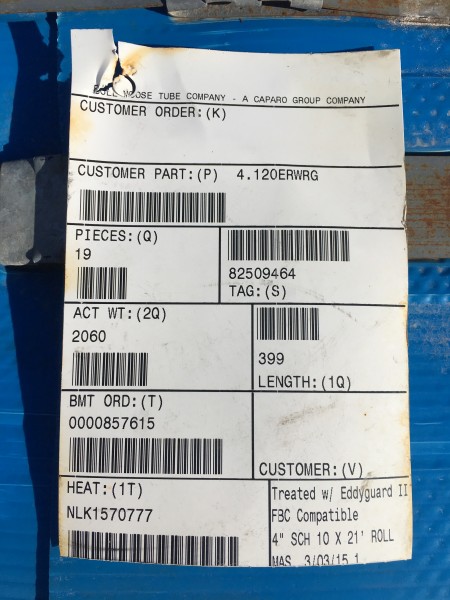 MOOSE TUBE COMPANY - A CAPARO GROUP COMPANY
CUSTOMER ORDER:(K)
CUSTOMER PART:(P) 4.120ERWRG
PIECES:(Q)
19
82509464
TAG:(S)
ACT WT:(2Q)
2060
399
LENGTH:(1Q)
BMT ORD:(T)
0000857615
CUSTOMER:(V)
HEAT:(1T)
NLK1570777
Treated w/ Eddyguard II
FBC Compatible
4" SCH 10 X 21' ROLL
MAS 3/03/15 1